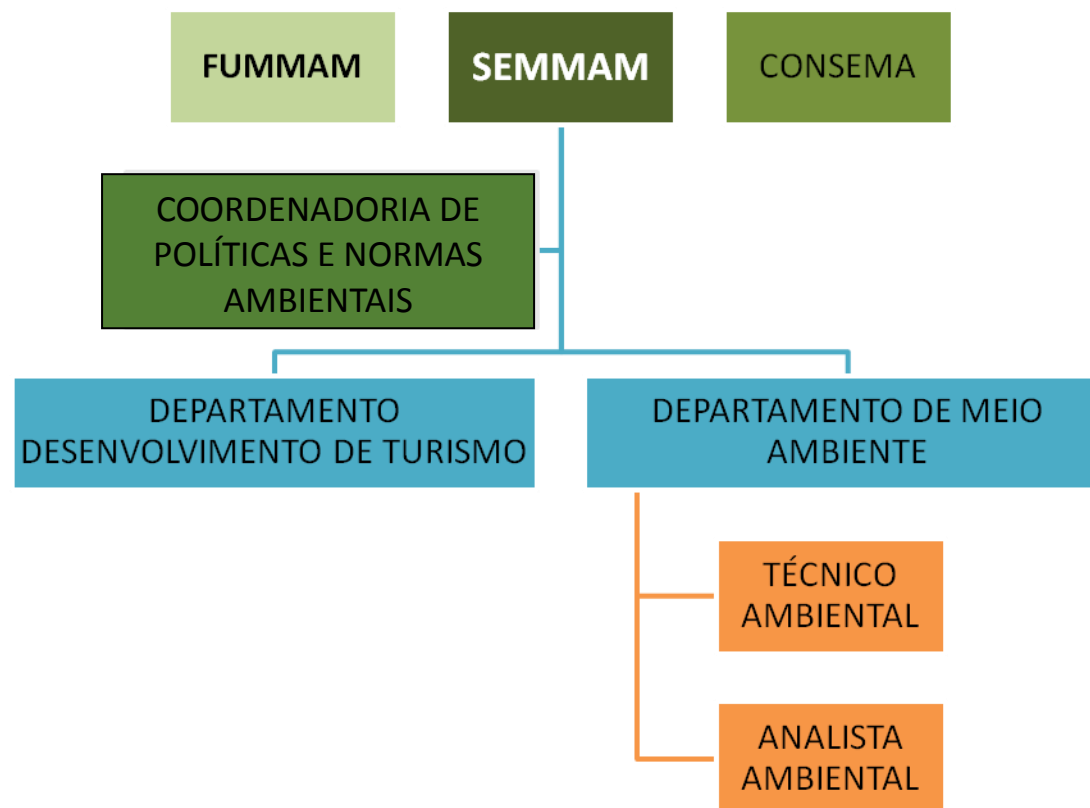 FUMMAM
SEMMAM
CONSEMA
COORDENADORIA DE
POLÍTICAS E NORMAS
AMBIENTAIS
DEPARTAMENTO
DESENVOLVIMENTO DE TURISMO
DEPARTAMENTO DE MEIO
AMBIENTE
TÉCNICO
AMBIENTAL
ANALISTA
AMBIENTAL